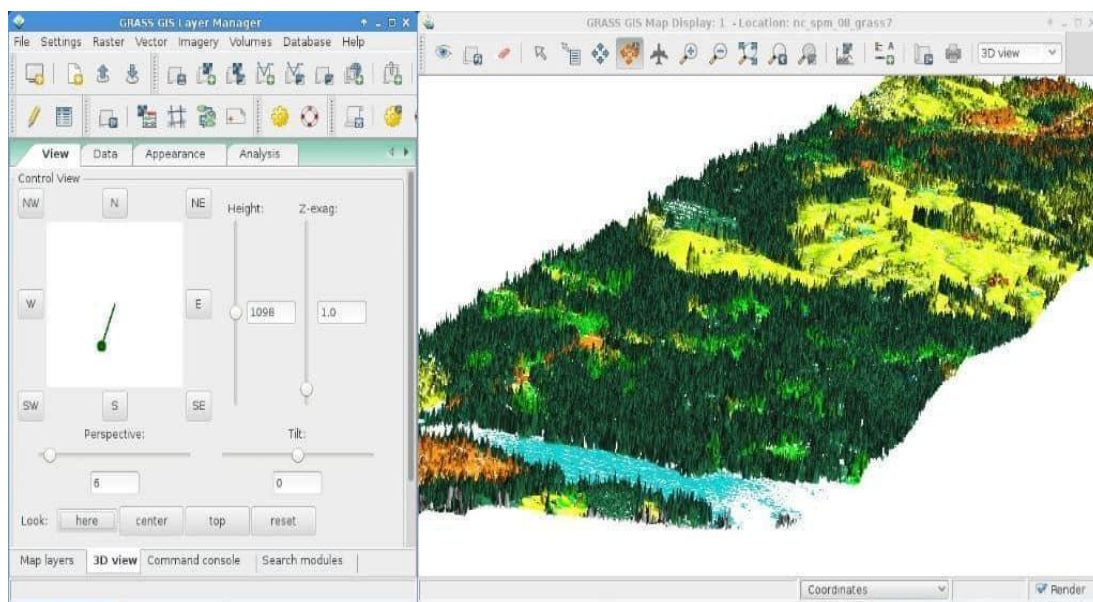 GRASS GIS Layer Manager
File Settings Raster Vector Imagery Volumes Database Help
View Data Appearance Analysis
Control View
NW N NE
Height: Z-exag:
W E
1098 1.0
SW S SE
Perspective: Tilt:
6 0
Look: here center top reset
Map layers 3D view Command console Search modules
GRASS GIS Map Display: 1 - Location: nc_spm_08_grass7
3D view
Coordinates Render